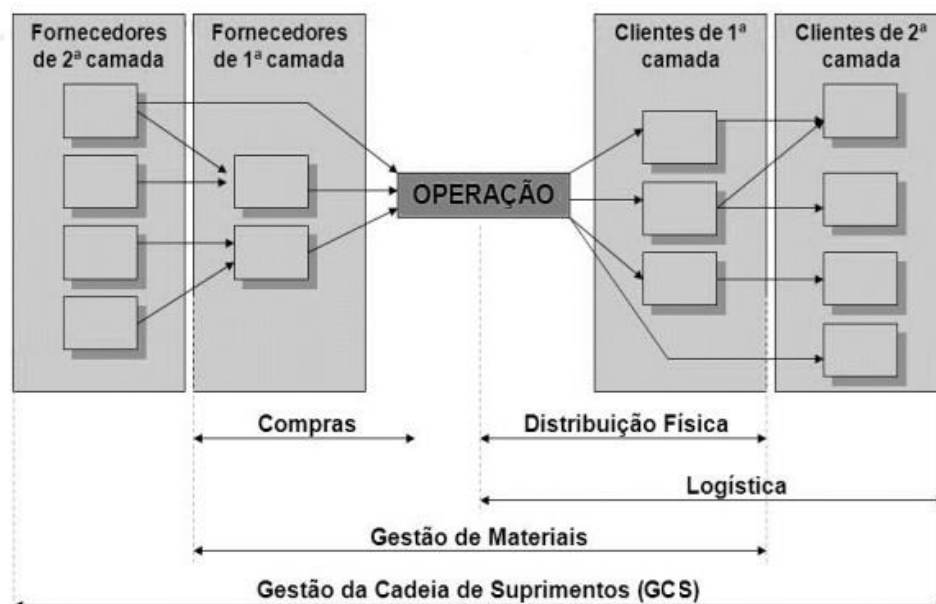 Fornecedores
de 2ª camada
Fornecedores
de 1ª camada
Clientes de 1ª
camada
Clientes de 2ª
camada
OPERAÇÃO
Compras
Distribuição Física
Logística
Gestão de Materiais
Gestão da Cadeia de Suprimentos (GCS)